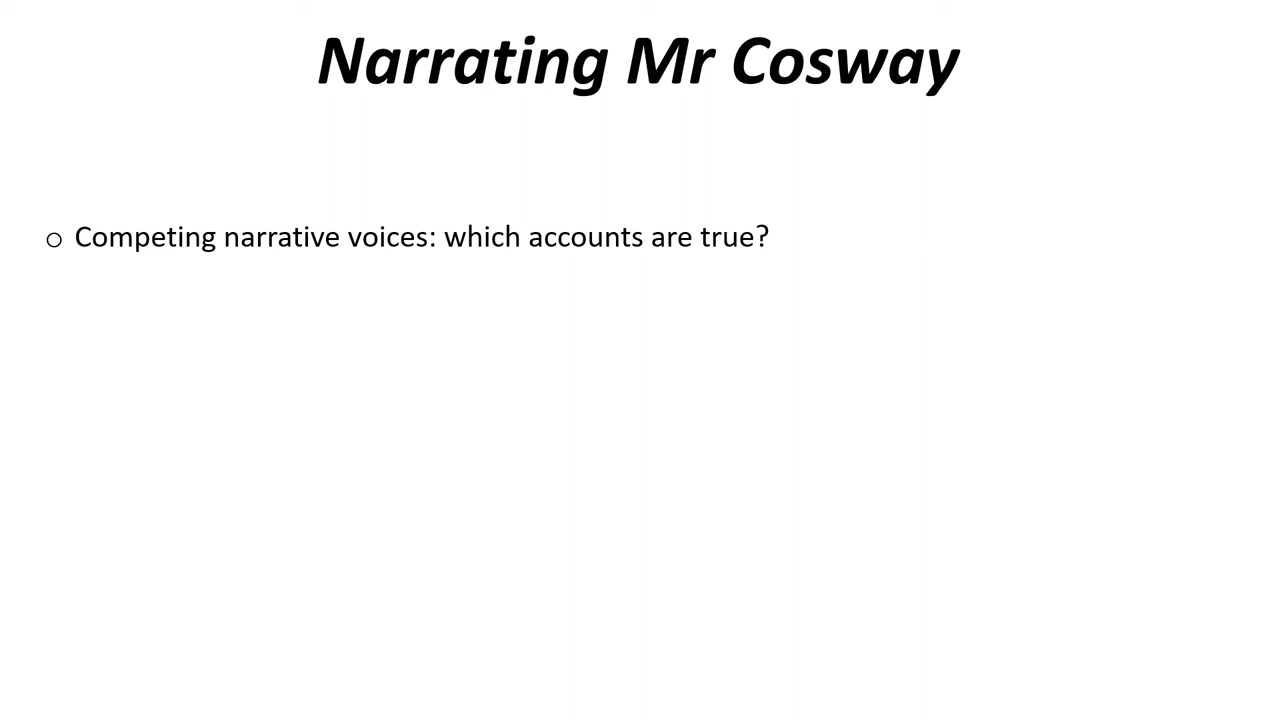 Narrating Mr Cosway
o Competing narrative voices: which accounts are true?